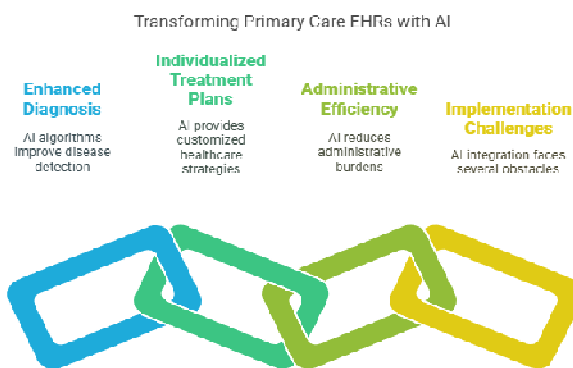 Transforming Primary Care EHRs with AI
Enhanced
Diagnosis
AI algorithms
improve disease
detection
Individualized
Treatment
Plans
AI provides
customized
healthcare
strategies
Administrative
Efficiency
AI reduces
administrative
burdens
Implementation
Challenges
AI integration faces
several obstacles